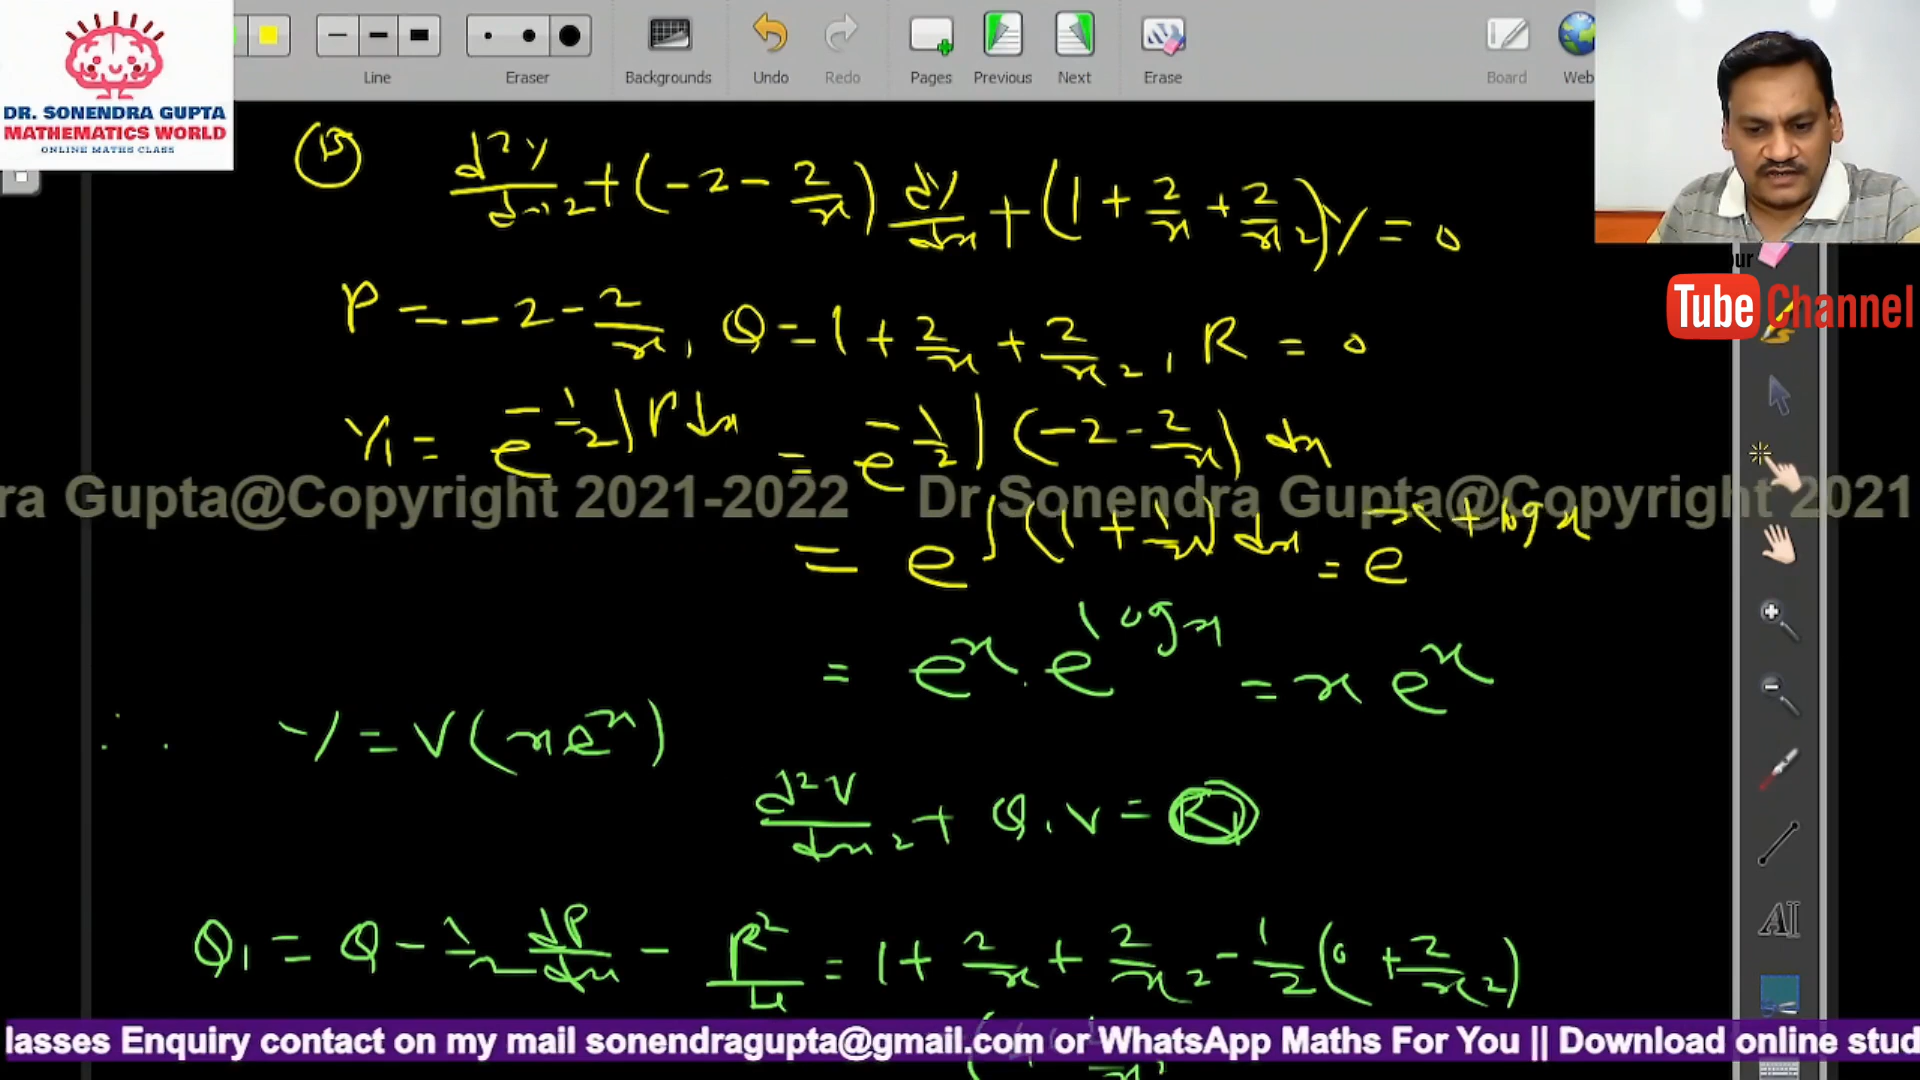 Line Eraser Backgrounds Undo Redo Pages Previous Next Erase Board Web
DR. SONENDRA GUPTA
MATHEMATICS WORLD
ONLINE MATHS CLASS
d²y/dx² + (-2 - 2/x) dy/dx + (1 + 2/x + 2/x²)y = 0
our
Tube Channel
P = -2 - 2/x, Q = 1 + 2/x + 2/x², R = 0
y₁ = e^(-1/2 ∫P dx) = e^(-1/2 ∫(-2 - 2/x) dx)
ra Gupta@Copyright 2021-2022 Dr Sonendra Gupta@Copyright 2021
= e^(∫(1 + 1/x) dx) = e^(x + log x)
= e^x . e^(log x) = x e^x
∴ y = V(x e^x)
d²V/dx² + Q₁V = R₁
Q₁ = Q - 1/2 dP/dx - P²/4 = 1 + 2/x + 2/x² - 1/2 (0 + 2/x²)
AI
lasses Enquiry contact on my mail sonendragupta@gmail.com or WhatsApp Maths For You || Download online stud